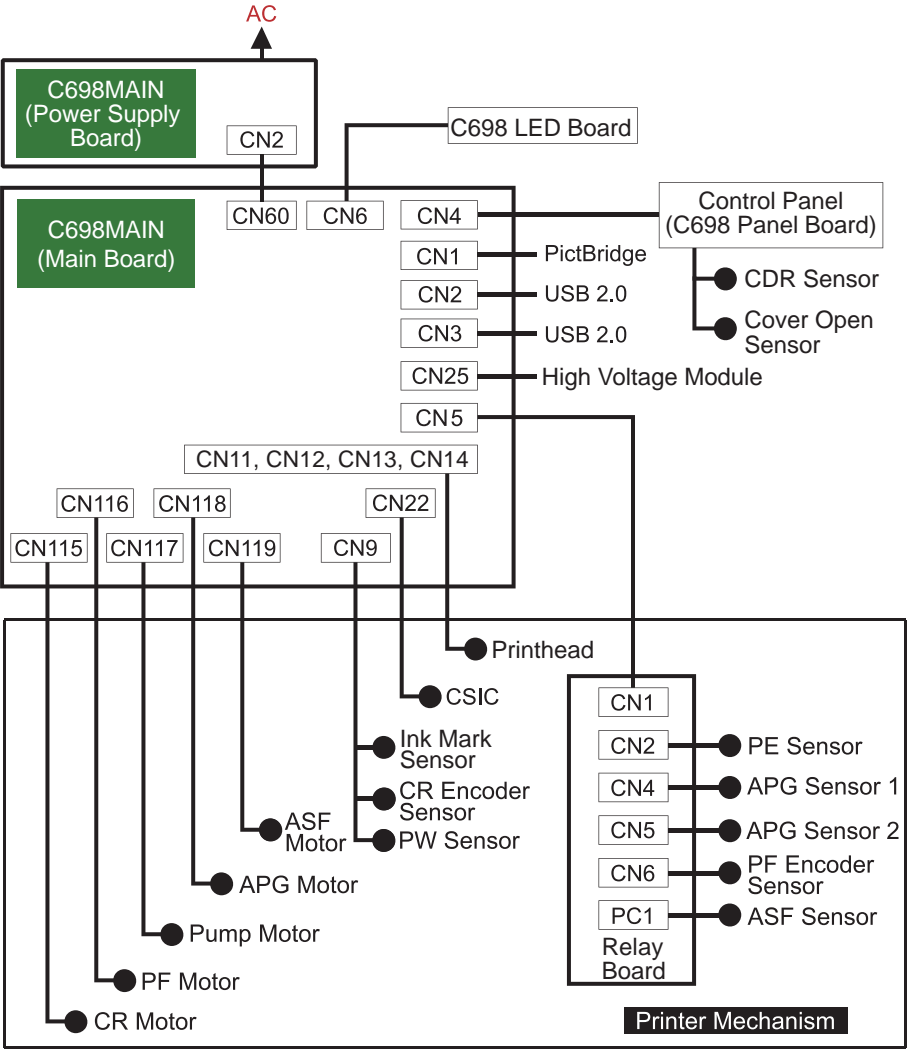 AC
C698MAIN
(Power Supply
Board)
CN2
C698 LED Board
C698MAIN
(Main Board)
CN60
CN6
CN4
Control Panel
(C698 Panel Board)
CN1
PictBridge
CDR Sensor
CN2
USB 2.0
CN3
USB 2.0
Cover Open
Sensor
CN25
High Voltage Module
CN5
CN11, CN12, CN13, CN14
CN116
CN118
CN22
CN115
CN117
CN119
CN9
Printhead
CSIC
CN1
Ink Mark
Sensor
CN2
PE Sensor
CR Encoder
Sensor
CN4
APG Sensor 1
ASF
Motor
PW Sensor
CN5
APG Sensor 2
APG Motor
CN6
PF Encoder
Sensor
PC1
ASF Sensor
Pump Motor
Relay
Board
PF Motor
CR Motor
Printer Mechanism